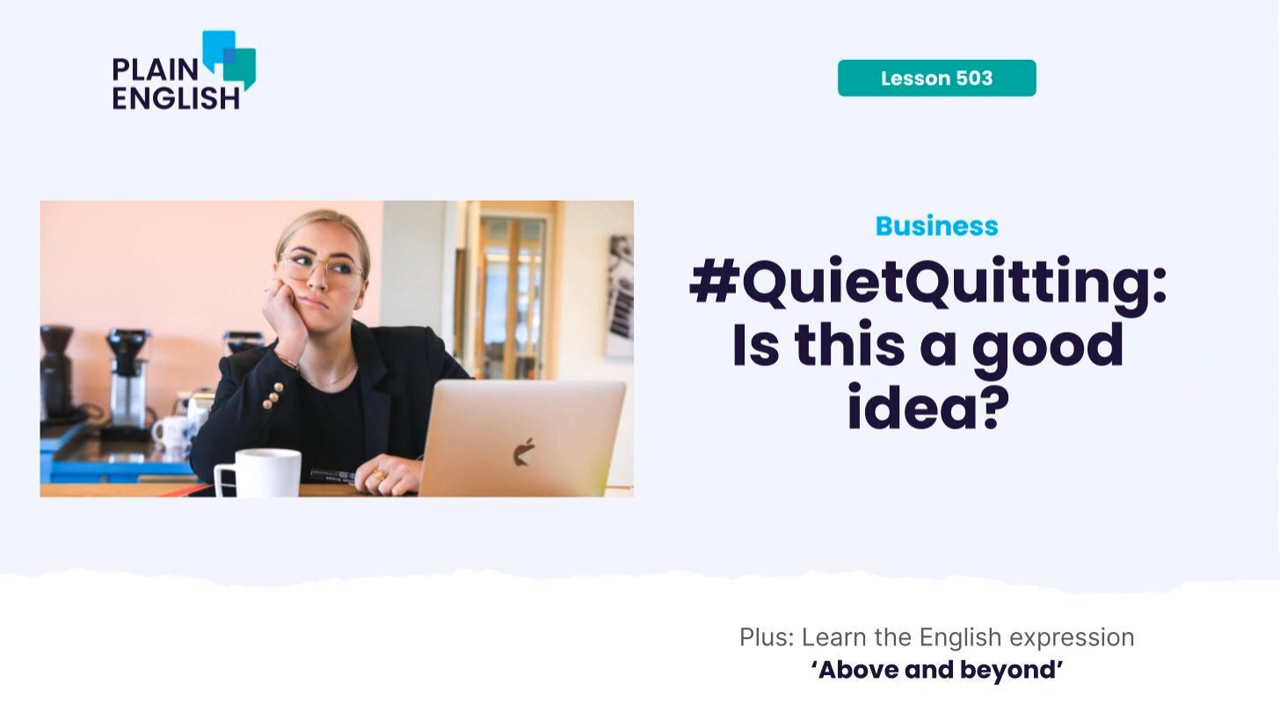 PLAIN
ENGLISH
Lesson 503
Business
#QuietQuitting:
Is this a good
idea?
Plus: Learn the English expression
‘Above and beyond’